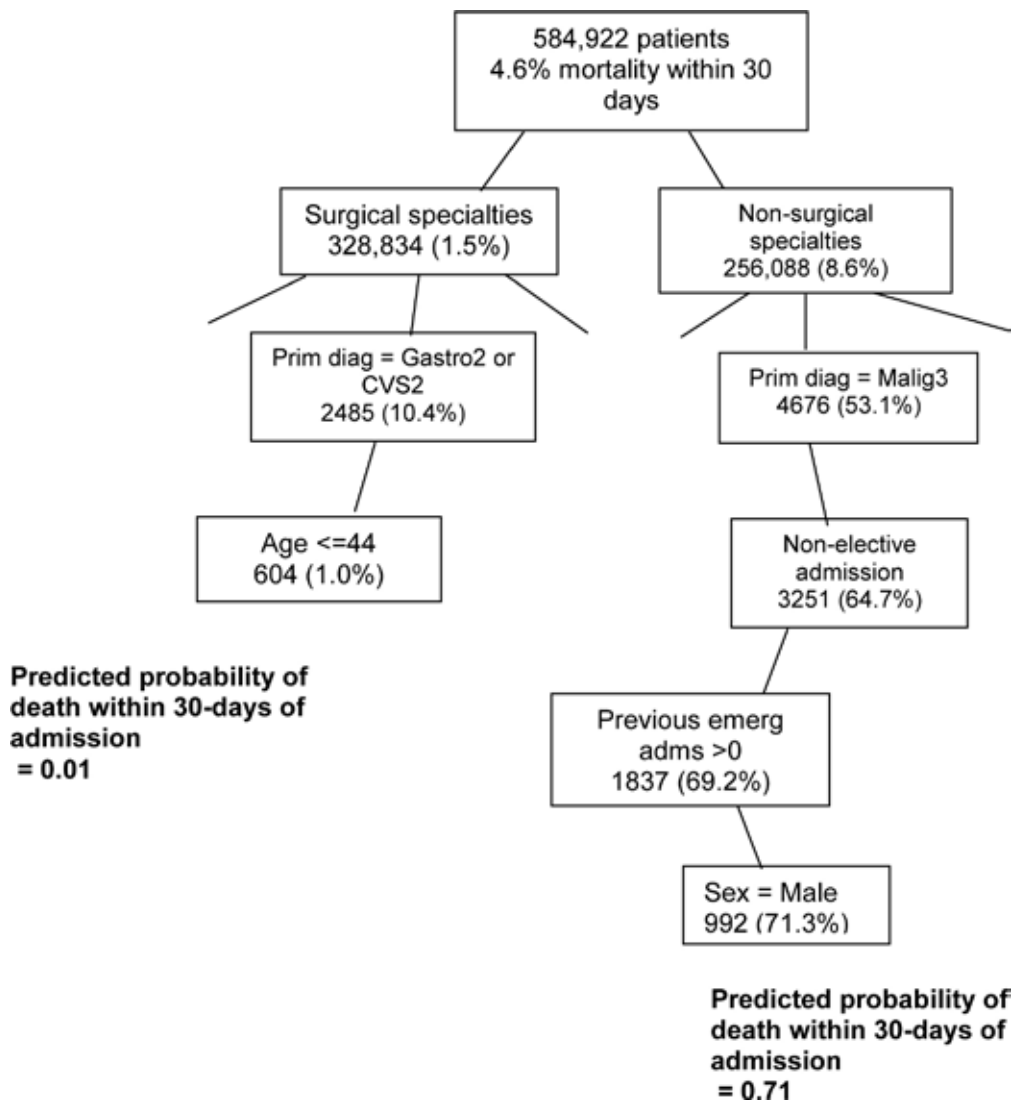 584,922 patients
4.6% mortality within 30
days
Surgical specialties
328,834 (1.5%)
Non-surgical
specialties
256,088 (8.6%)
Prim diag = Gastro2 or
CVS2
2485 (10.4%)
Prim diag = Malig3
4676 (53.1%)
Age <=44
604 (1.0%)
Non-elective
admission
3251 (64.7%)
Predicted probability of
death within 30-days of
admission
= 0.01
Previous emerg
adms >0
1837 (69.2%)
Sex = Male
992 (71.3%)
Predicted probability of
death within 30-days of
admission
= 0.71